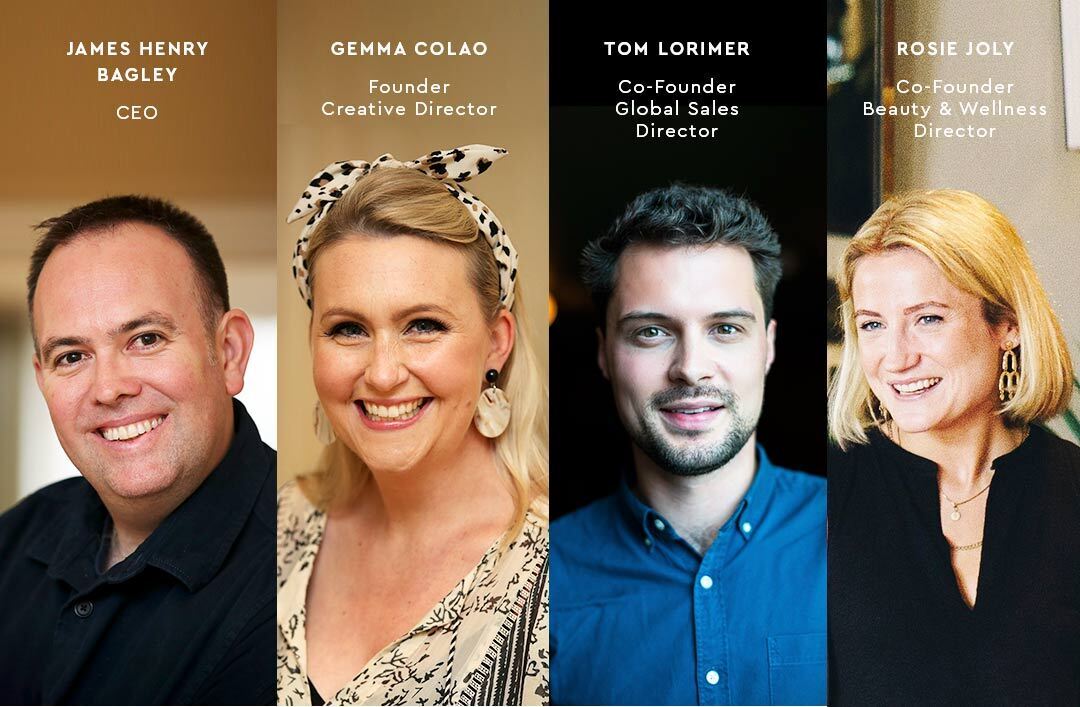 JAMES HENRY
BAGLEY
CEO
GEMMA COLAO
Founder
Creative Director
TOM LORIMER
Co-Founder
Global Sales
Director
ROSIE JOLY
Co-Founder
Beauty & Wellness
Director